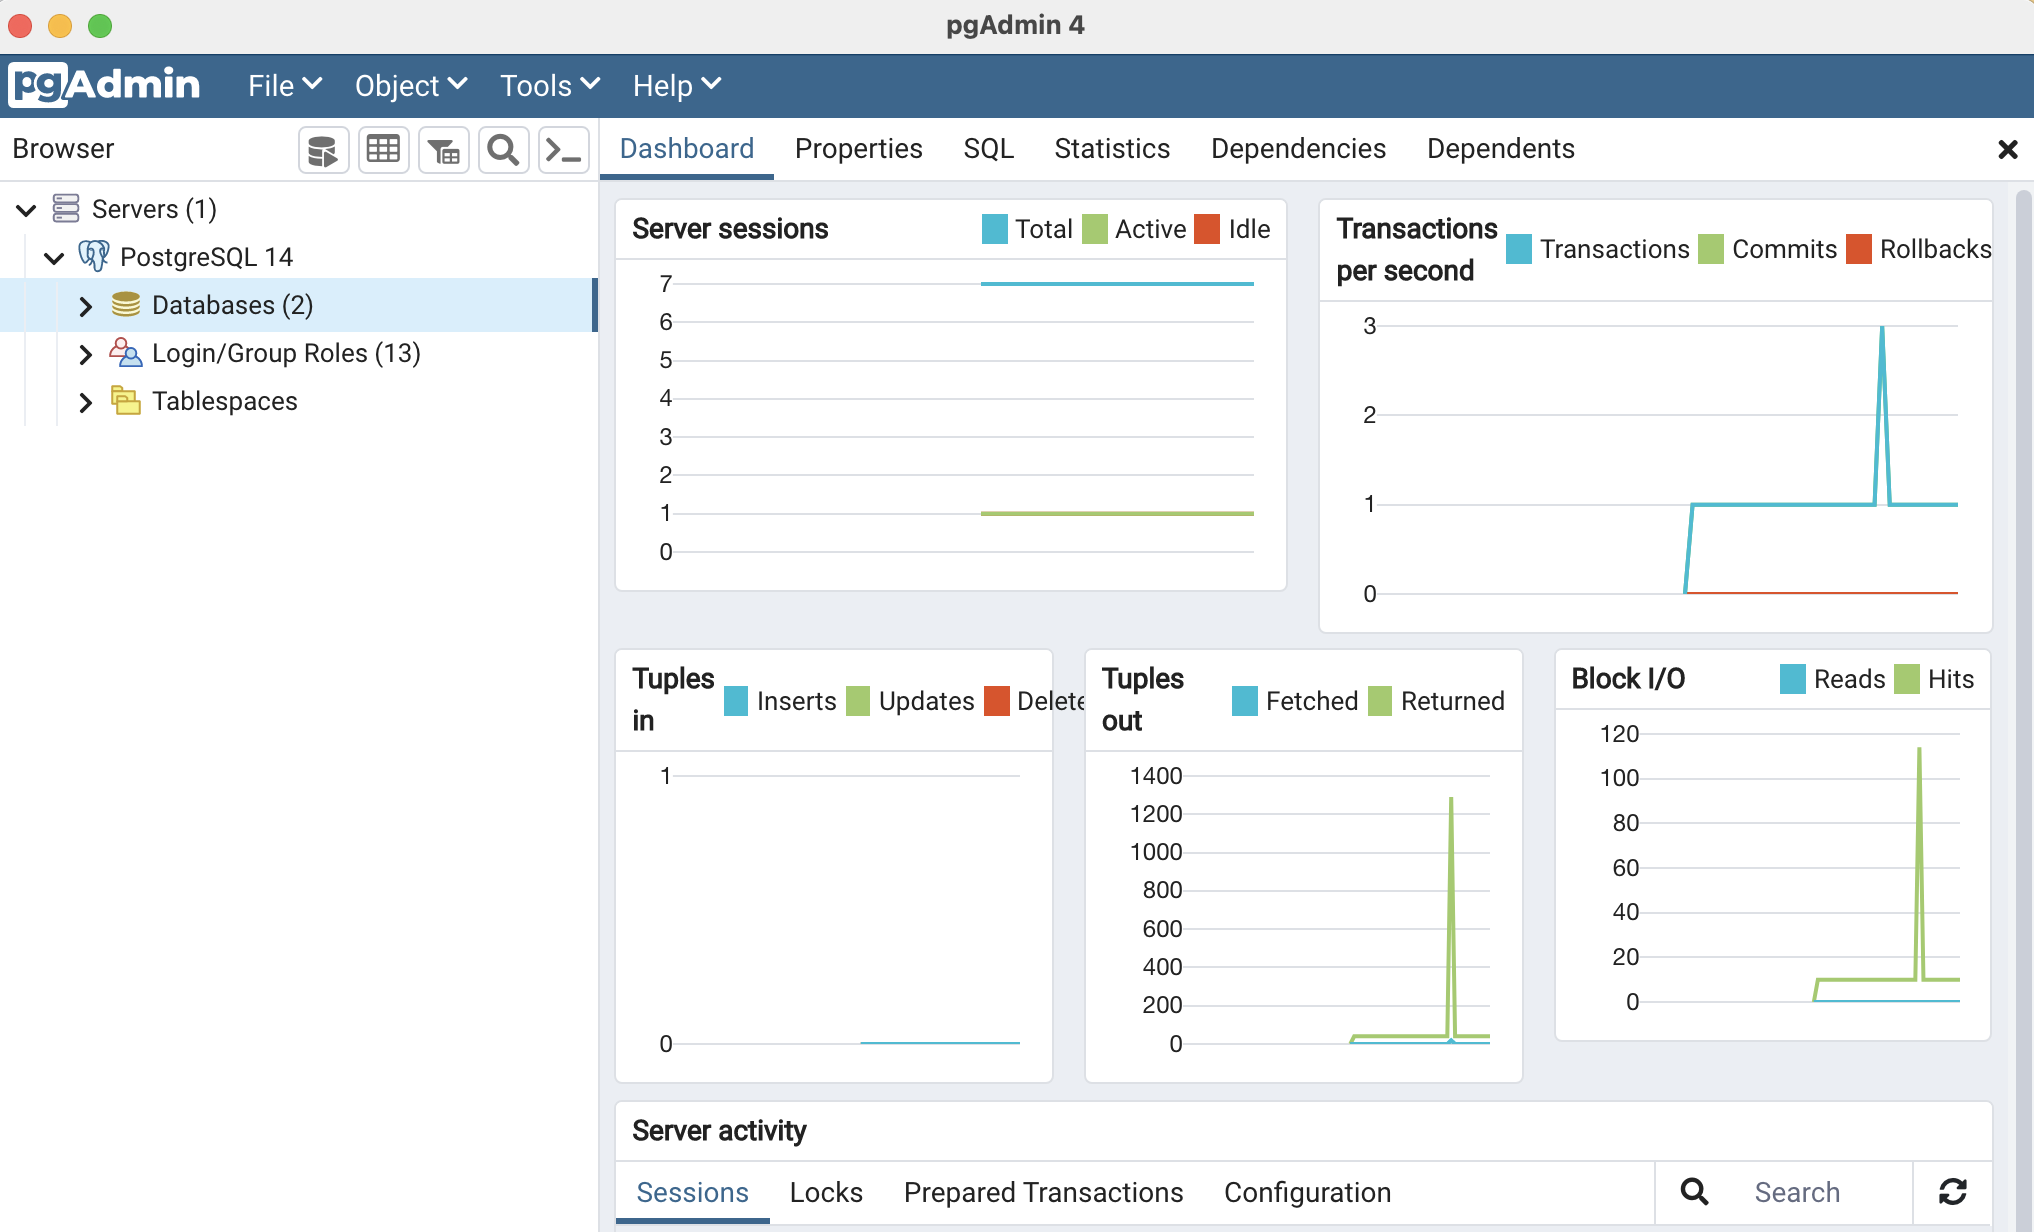 pgAdmin 4
pgAdmin File Object Tools Help
Browser
Dashboard Properties SQL Statistics Dependencies Dependents
Servers (1)
PostgreSQL 14
Databases (2)
Login/Group Roles (13)
Tablespaces
Server sessions Total Active Idle
7
6
5
4
3
2
1
0
Transactions
per second
Transactions Commits Rollbacks
3
2
1
0
Tuples
in
Inserts Updates Delete
1
0
Tuples
out
Fetched Returned
1400
1200
1000
800
600
400
200
0
Block I/O Reads Hits
120
100
80
60
40
20
0
Server activity
Sessions Locks Prepared Transactions Configuration Search